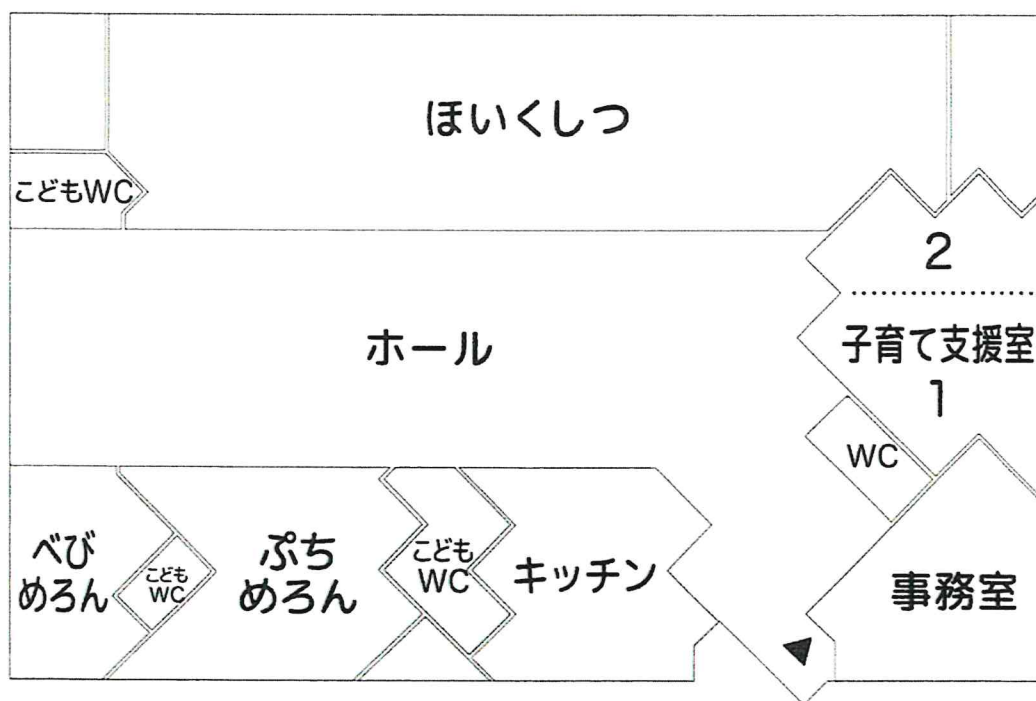 ほいくしつ
こどもWC
2
ホール
子育て支援室
1
WC
べび
めろん
こども
WC
ぷち
めろん
こども
WC
キッチン
事務室